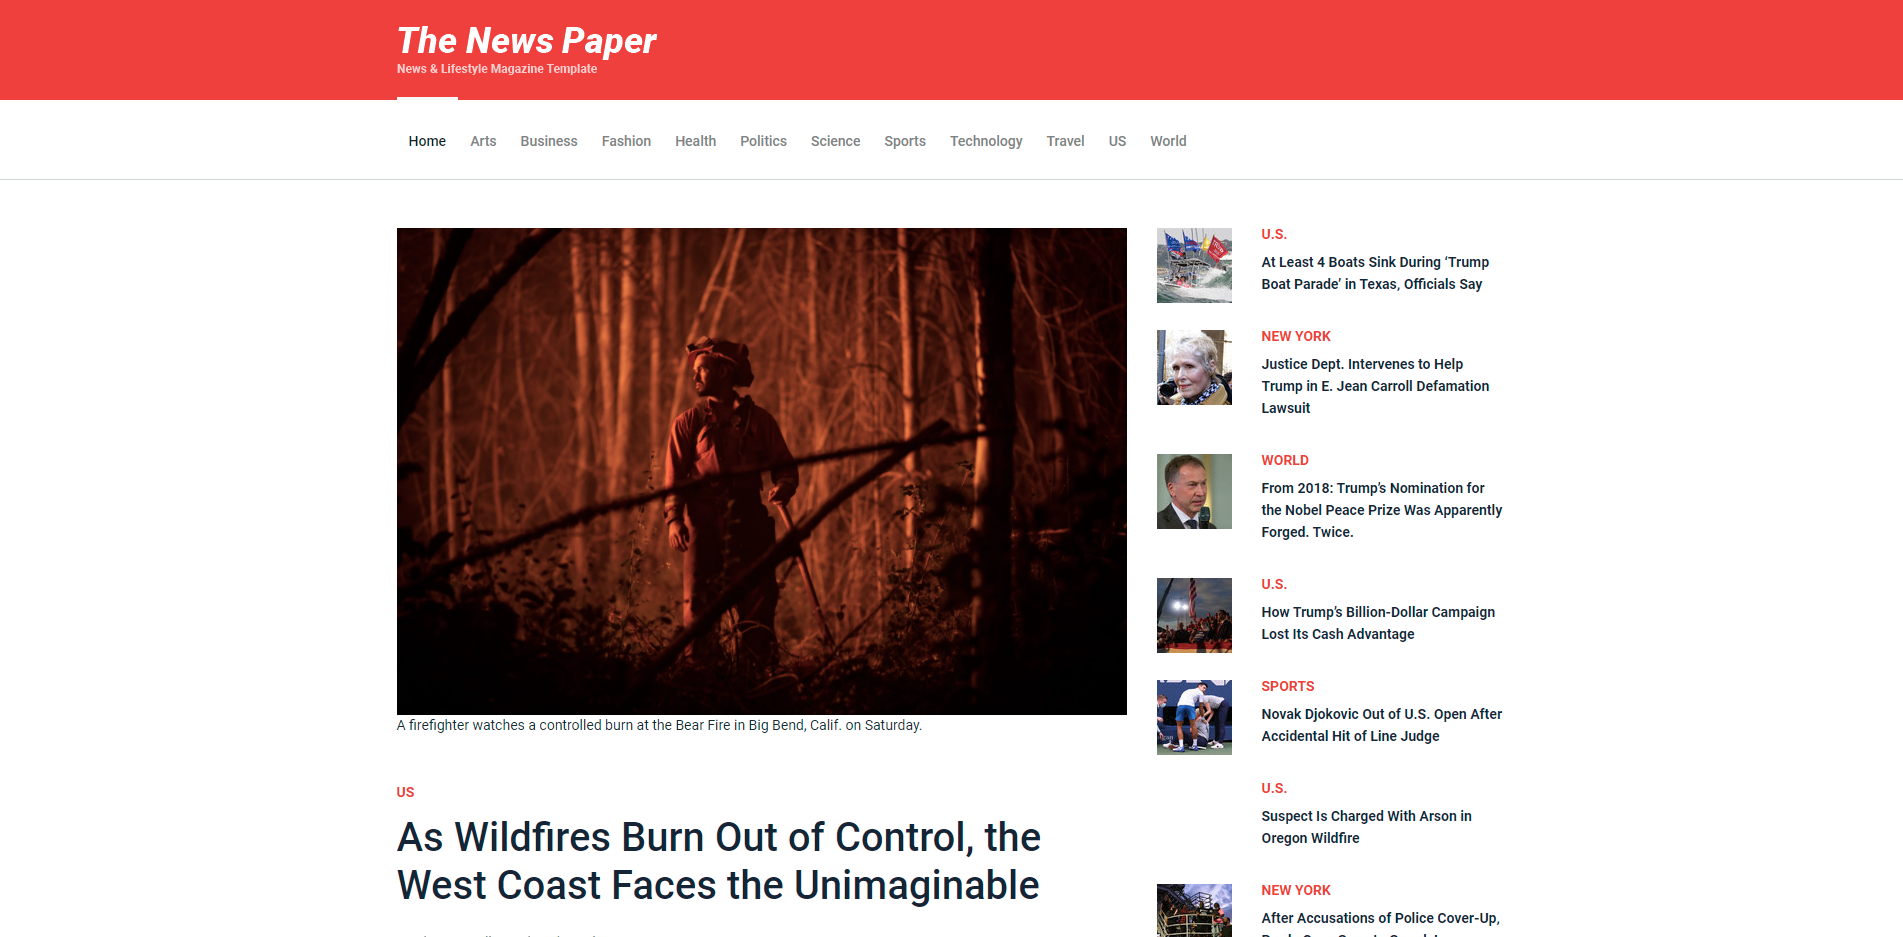 The News Paper
News & Lifestyle Magazine Template
Home Arts Business Fashion Health Politics Science Sports Technology Travel US World
A firefighter watches a controlled burn at the Bear Fire in Big Bend, Calif. on Saturday.
US
As Wildfires Burn Out of Control, the
West Coast Faces the Unimaginable
U.S.
At Least 4 Boats Sink During ‘Trump
Boat Parade’ in Texas, Officials Say
NEW YORK
Justice Dept. Intervenes to Help
Trump in E. Jean Carroll Defamation
Lawsuit
WORLD
From 2018: Trump’s Nomination for
the Nobel Peace Prize Was Apparently
Forged. Twice.
U.S.
How Trump’s Billion-Dollar Campaign
Lost Its Cash Advantage
SPORTS
Novak Djokovic Out of U.S. Open After
Accidental Hit of Line Judge
U.S.
Suspect Is Charged With Arson in
Oregon Wildfire
NEW YORK
After Accusations of Police Cover-Up,